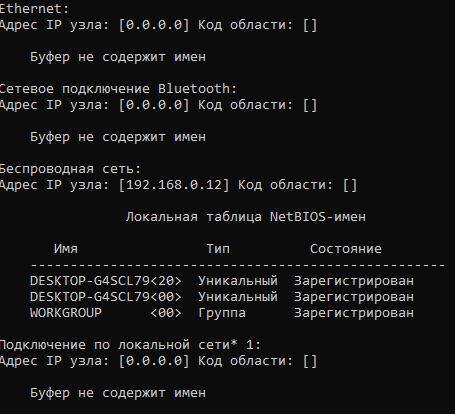 Ethernet:
Адрес IP узла: [0.0.0.0] Код области: []
Буфер не содержит имен
Сетевое подключение Bluetooth:
Адрес IP узла: [0.0.0.0] Код области: []
Буфер не содержит имен
Беспроводная сеть:
Адрес IP узла: [192.168.0.12] Код области: []
Локальная таблица NetBIOS-имен
Имя Тип Состояние
---------------------------------------------------
DESKTOP-G4SCL79<20> Уникальный Зарегистрирован
DESKTOP-G4SCL79<00> Уникальный Зарегистрирован
WORKGROUP <00> Группа Зарегистрирован
Подключение по локальной сети* 1:
Адрес IP узла: [0.0.0.0] Код области: []
Буфер не содержит имен